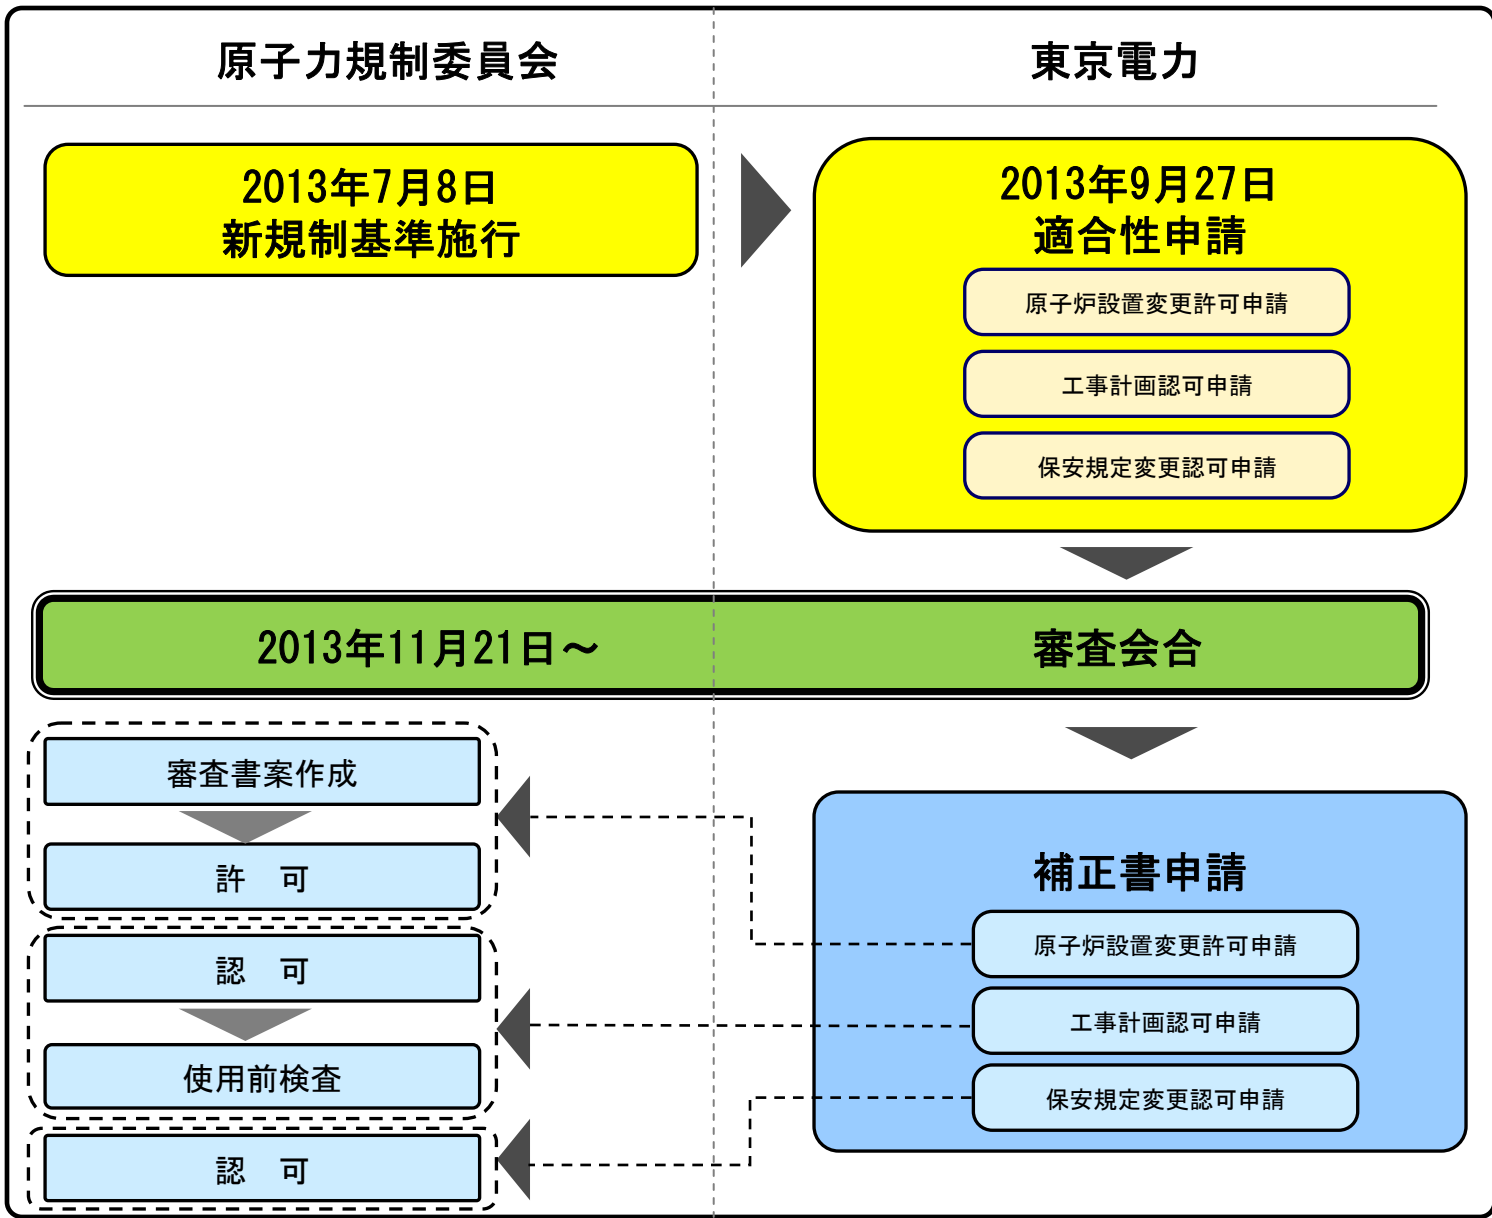 原子力規制委員会
東京電力
2013年7月8日
新規制基準施行
2013年9月27日
適合性申請
原子炉設置変更許可申請
工事計画認可申請
保安規定変更認可申請
2013年11月21日～
審査会合
審査書案作成
許　可
認　可
使用前検査
認　可
補正書申請
原子炉設置変更許可申請
工事計画認可申請
保安規定変更認可申請